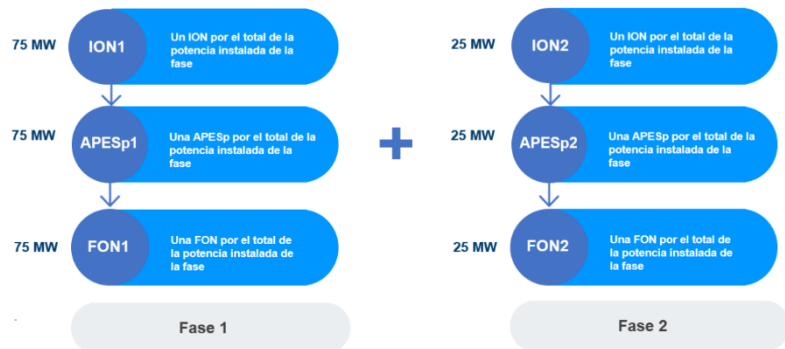 75 MW
ION1
Un ION por el total de la
potencia instalada de la
fase
75 MW
APESp1
Una APESp por el total de la
potencia instalada de la
fase
75 MW
FON1
Una FON por el total de
la potencia instalada de
la fase
Fase 1
+
25 MW
ION2
Un ION por el total de la
potencia instalada de la
fase
25 MW
APESp2
Una APESp por el total de la
potencia instalada de la
fase
25 MW
FON2
Una FON por el total de
la potencia instalada de
la fase
Fase 2